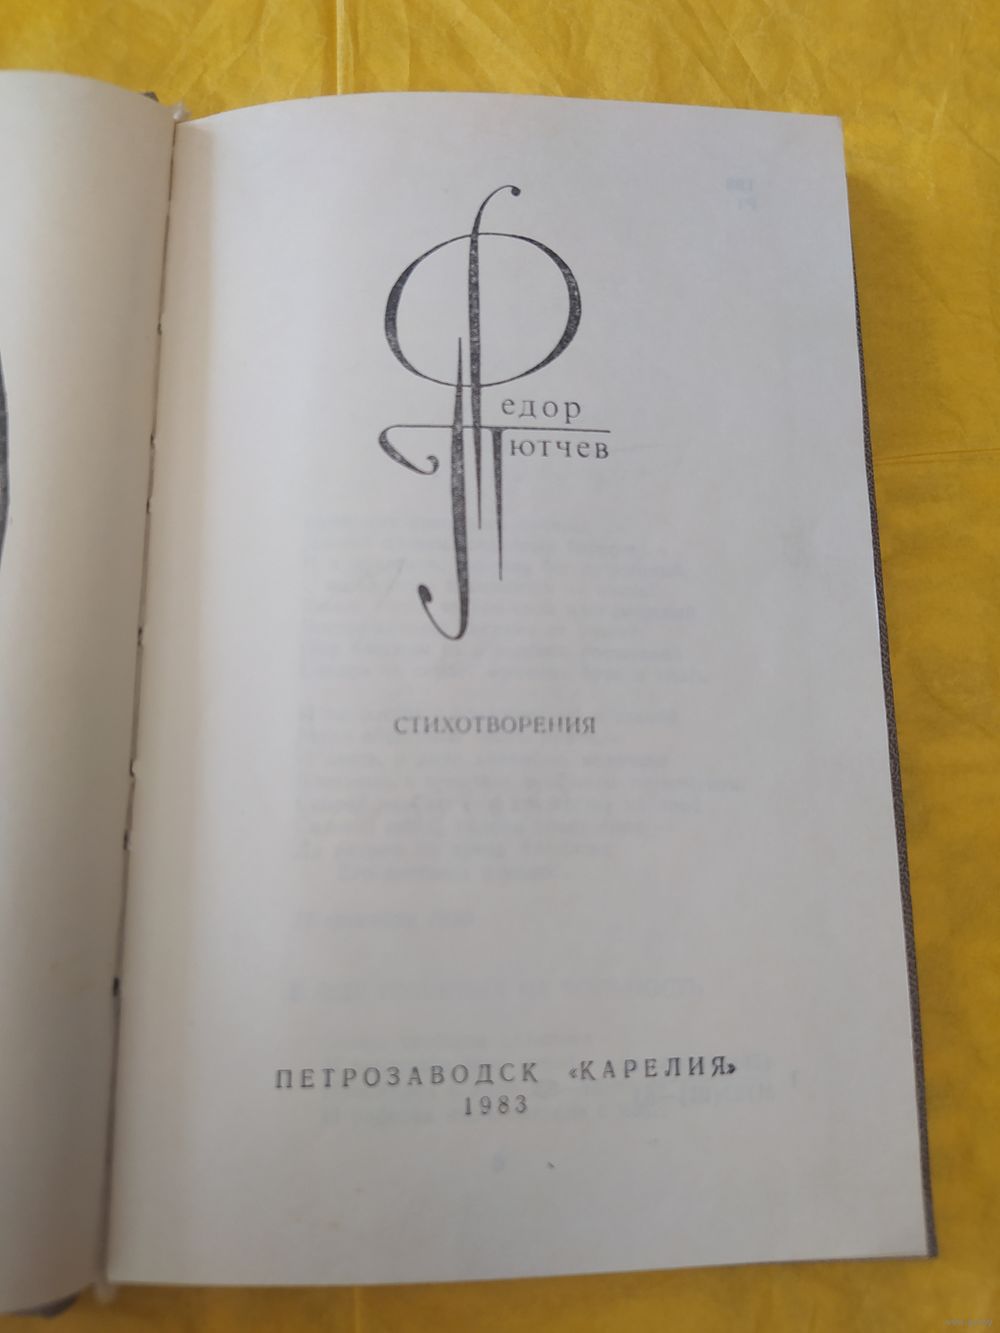 Федор
Тютчев
СТИХОТВОРЕНИЯ
ПЕТРОЗАВОДСК «КАРЕЛИЯ»
1983